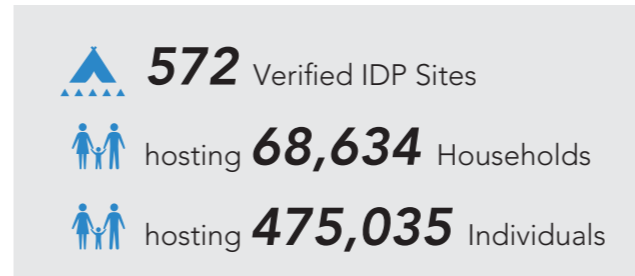 572 Verified IDP Sites
hosting 68,634 Households
hosting 475,035 Individuals